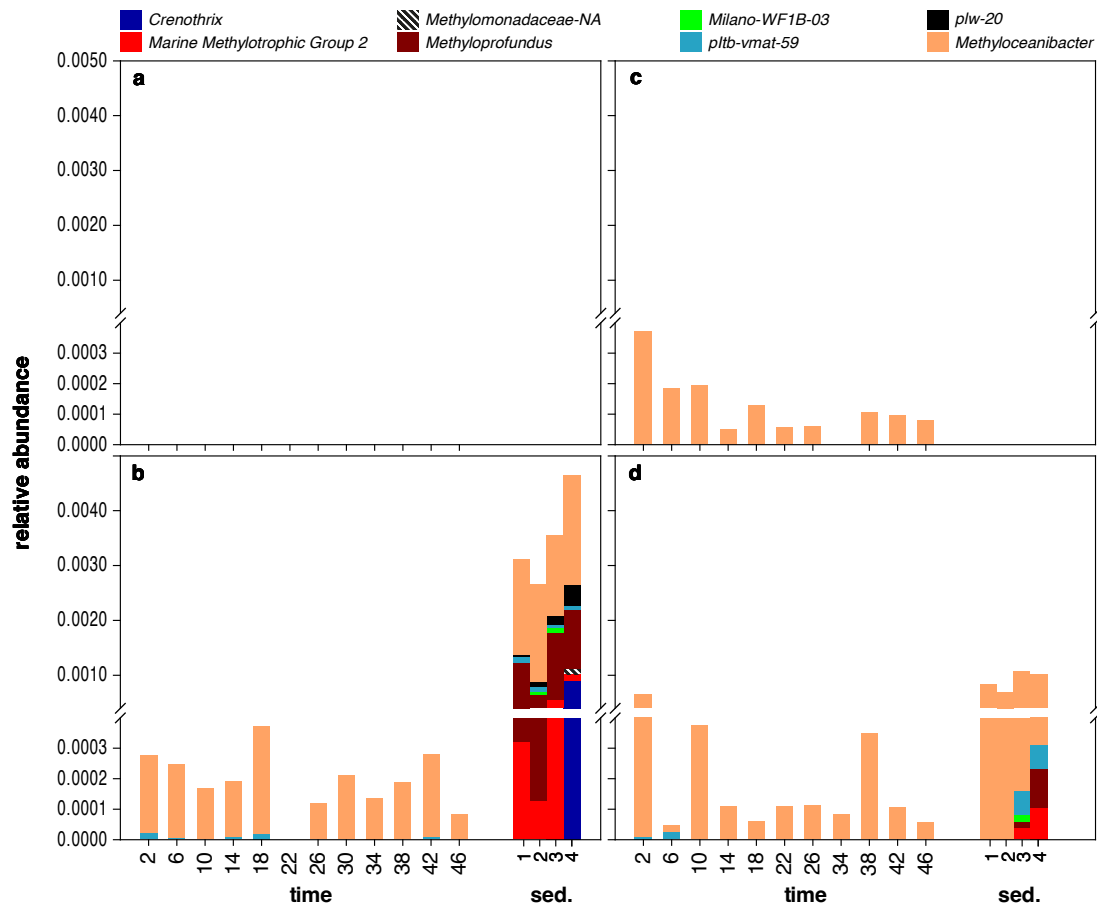 Crenothrix
Methylomonadaceae-NA
Milano-WF1B-03
plw-20
Marine Methylotrophic Group 2
Methyloprofundus
pltb-vmat-59
Methyloceanibacter
a
c
0.0050
0.0040
0.0030
0.0020
0.0010
0.0003
0.0002
0.0001
0.0000
relative abundance
b
d
0.0040
0.0030
0.0020
0.0010
0.0003
0.0002
0.0001
0.0000
2 6 10 14 18 22 26 30 34 38 42 46 1 2 3 4
2 6 10 14 18 22 26 34 38 42 46 1 2 3 4
time sed. time sed.